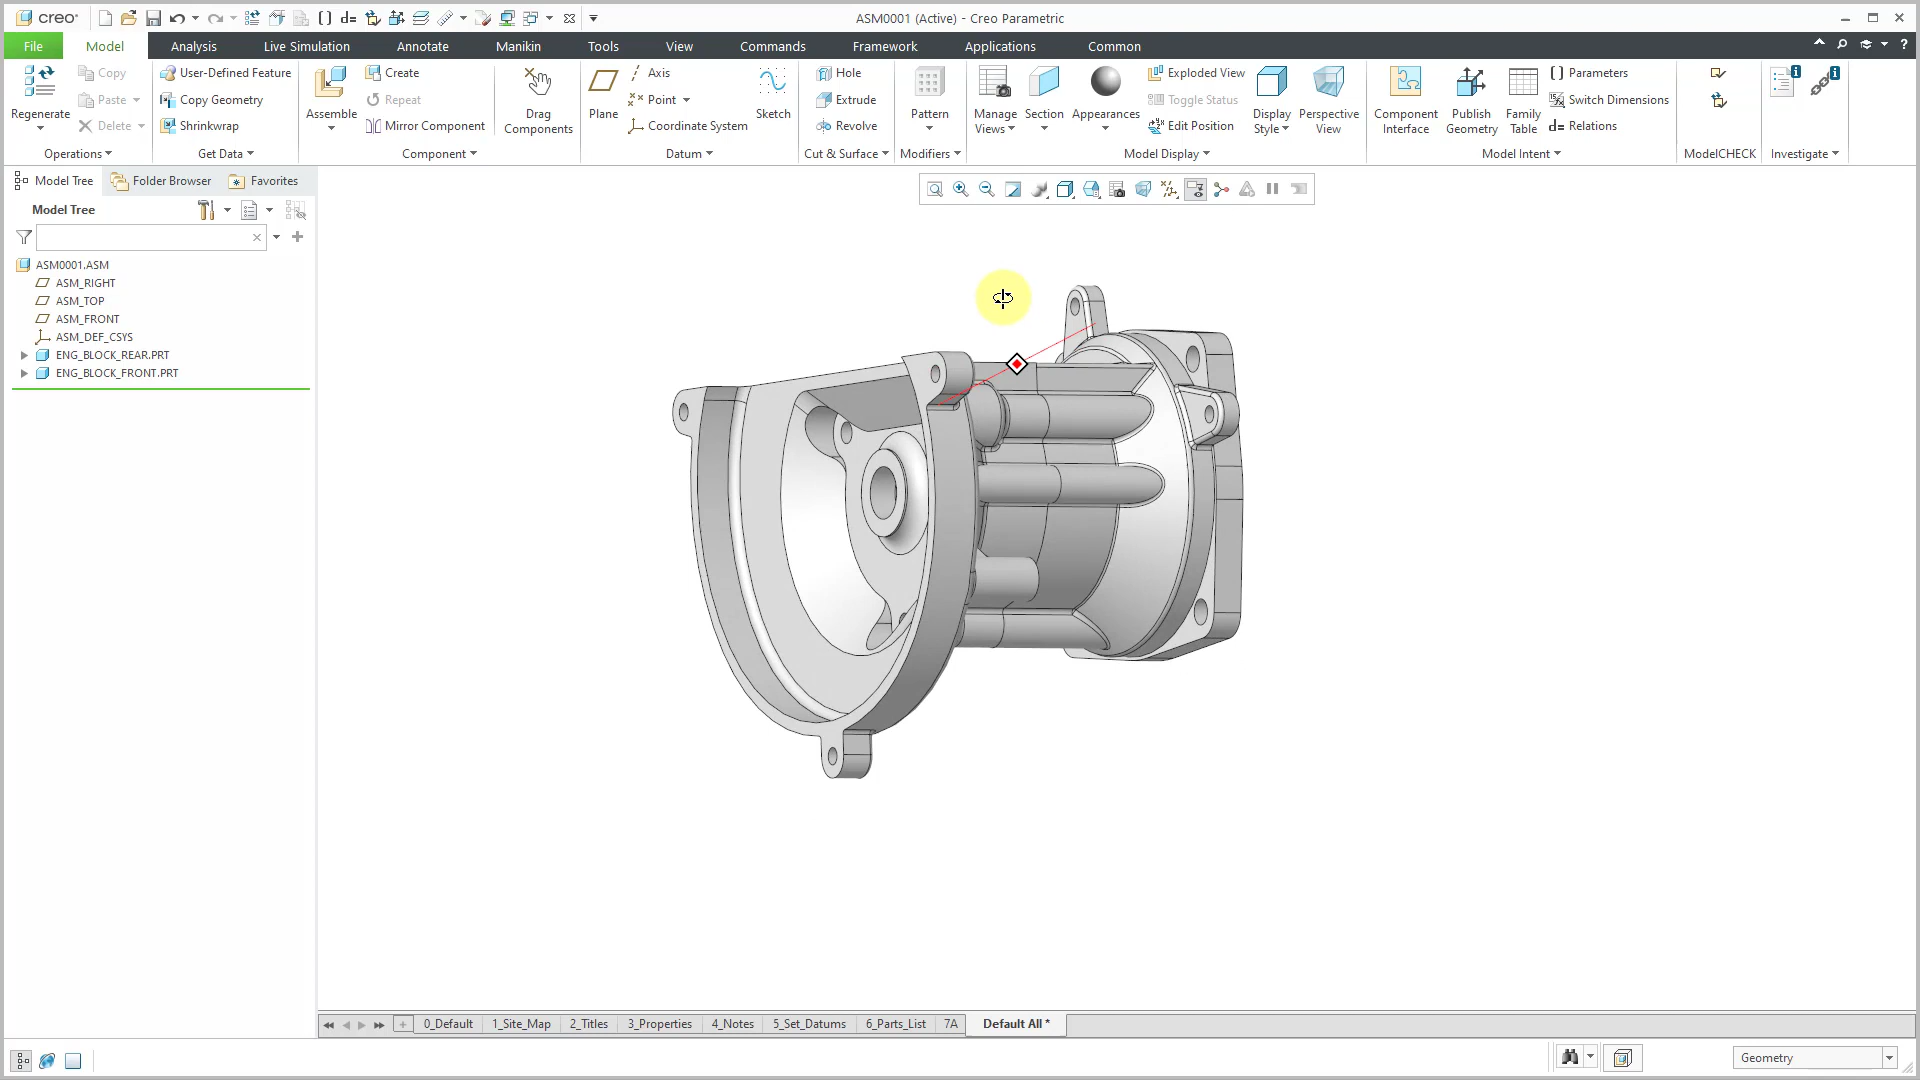 creo®
ASM0001 (Active) - Creo Parametric
File
Model
Analysis
Live Simulation
Annotate
Manikin
Tools
View
Commands
Framework
Applications
Common
Regenerate
Copy
Paste
Delete
Operations
User-Defined Feature
Copy Geometry
Shrinkwrap
Get Data
Assemble
Create
Repeat
Mirror Component
Component
Drag
Components
Plane
Axis
Point
Coordinate System
Sketch
Datum
Hole
Extrude
Revolve
Cut & Surface
Pattern
Modifiers
Manage
Views
Section
Appearances
Exploded View
Toggle Status
Edit Position
Display
Style
Perspective
View
Model Display
Component
Interface
Publish
Geometry
Family
Table
Parameters
Switch Dimensions
d= Relations
Model Intent
ModelCHECK
Investigate
Model Tree
Folder Browser
Favorites
Model Tree
ASM0001.ASM
ASM_RIGHT
ASM_TOP
ASM_FRONT
ASM_DEF_CSYS
ENG_BLOCK_REAR.PRT
ENG_BLOCK_FRONT.PRT
0_Default
1_Site_Map
2_Titles
3_Properties
4_Notes
5_Set_Datums
6_Parts_List
7A
Default All *
Geometry